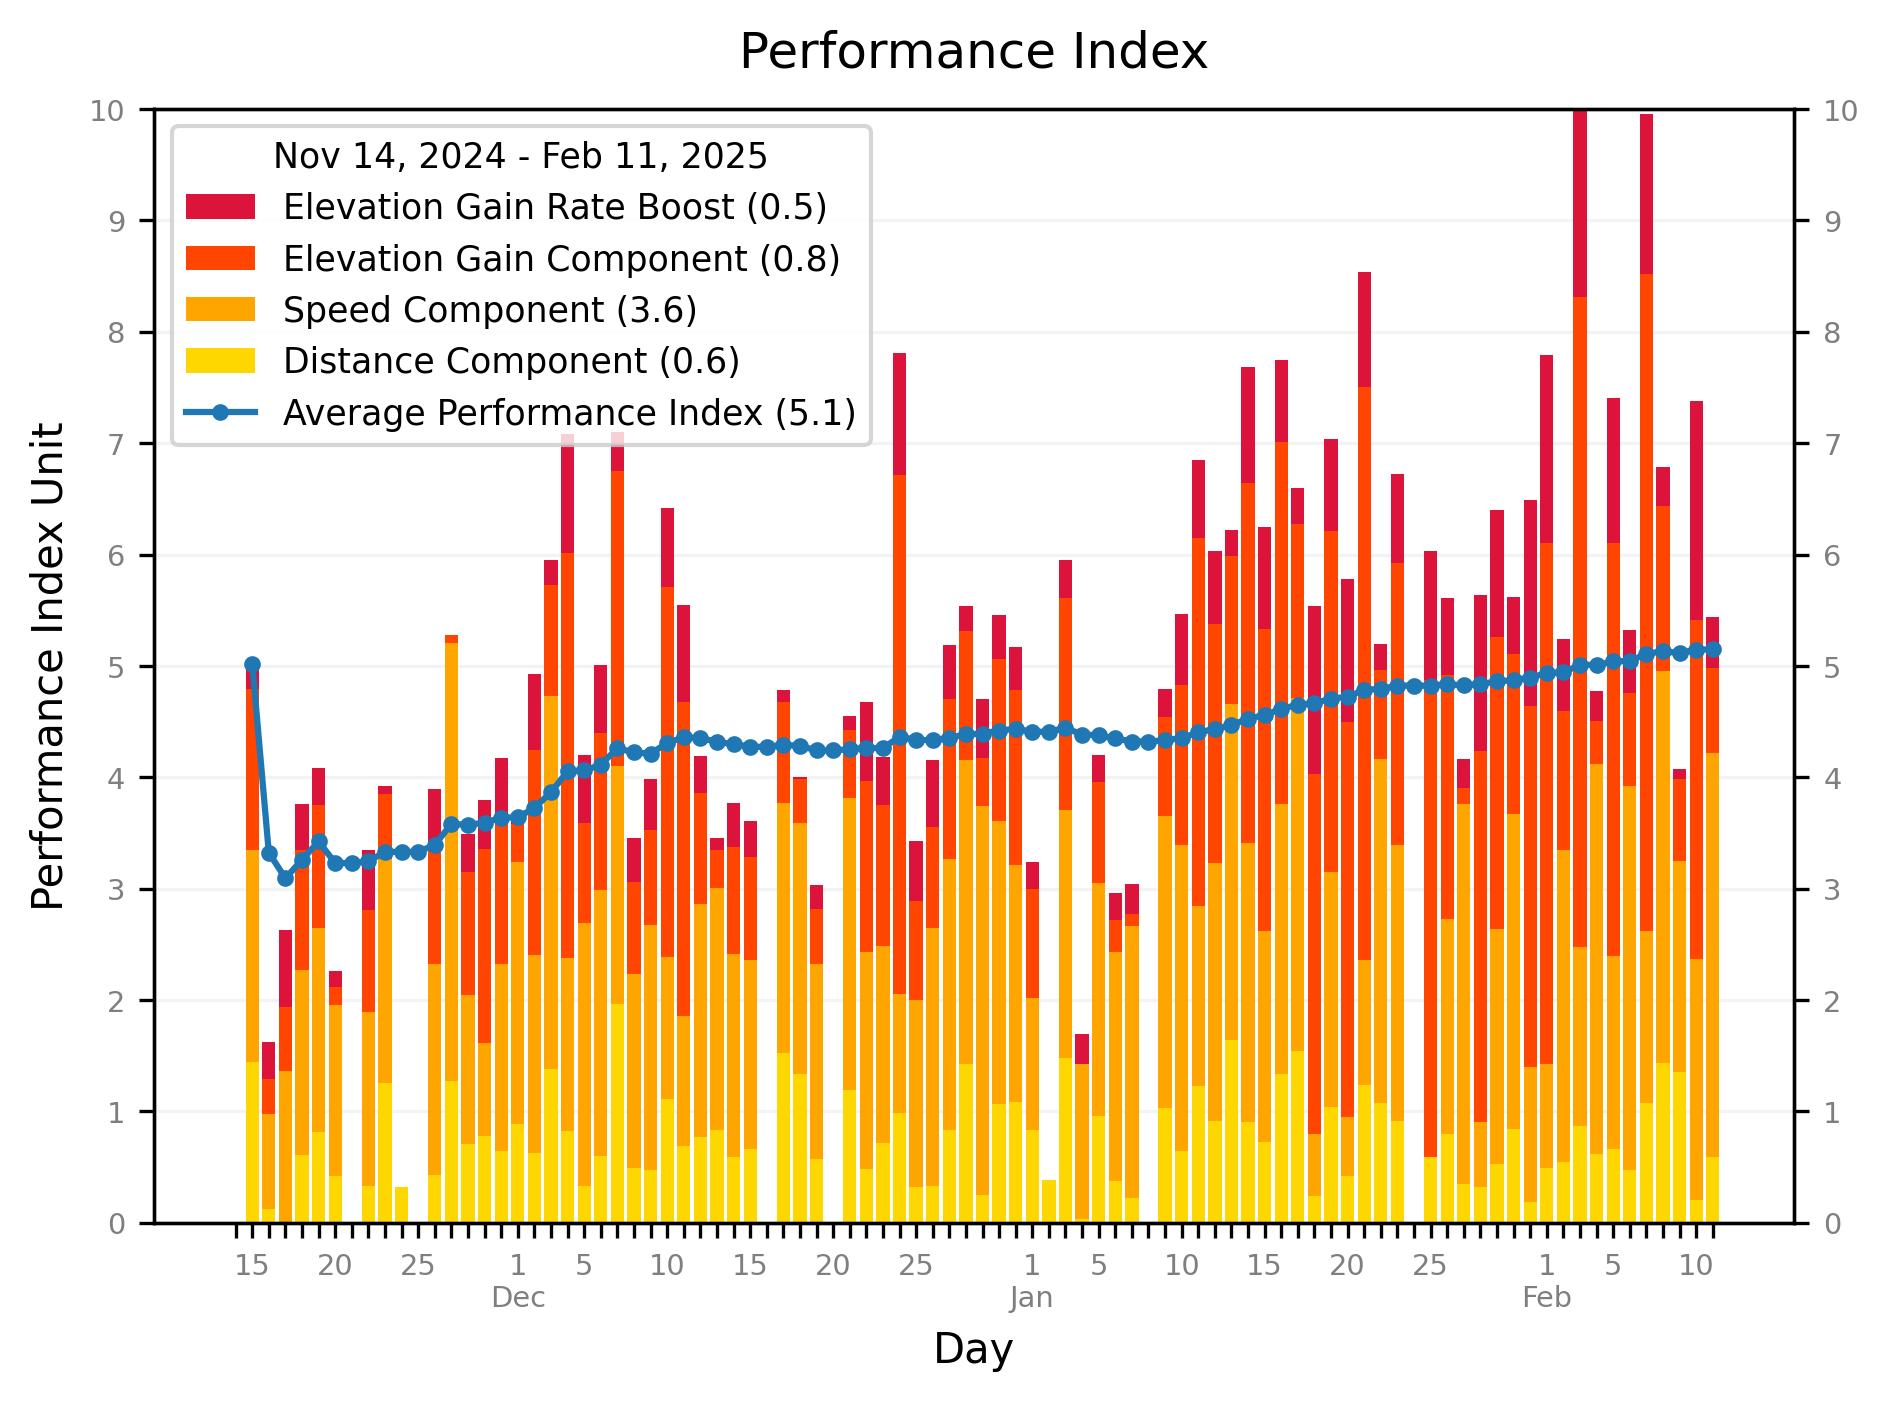 Performance Index
Nov 14, 2024 - Feb 11, 2025
Elevation Gain Rate Boost (0.5)
Elevation Gain Component (0.8)
Speed Component (3.6)
Distance Component (0.6)
Average Performance Index (5.1)
Performance Index Unit
10
9
8
7
6
5
4
3
2
1
0
10
9
8
7
6
5
4
3
2
1
0
15 20 25 1 5 10 15 20 25 1 5 10 15 20 25 1 5 10
Dec Jan Feb
Day